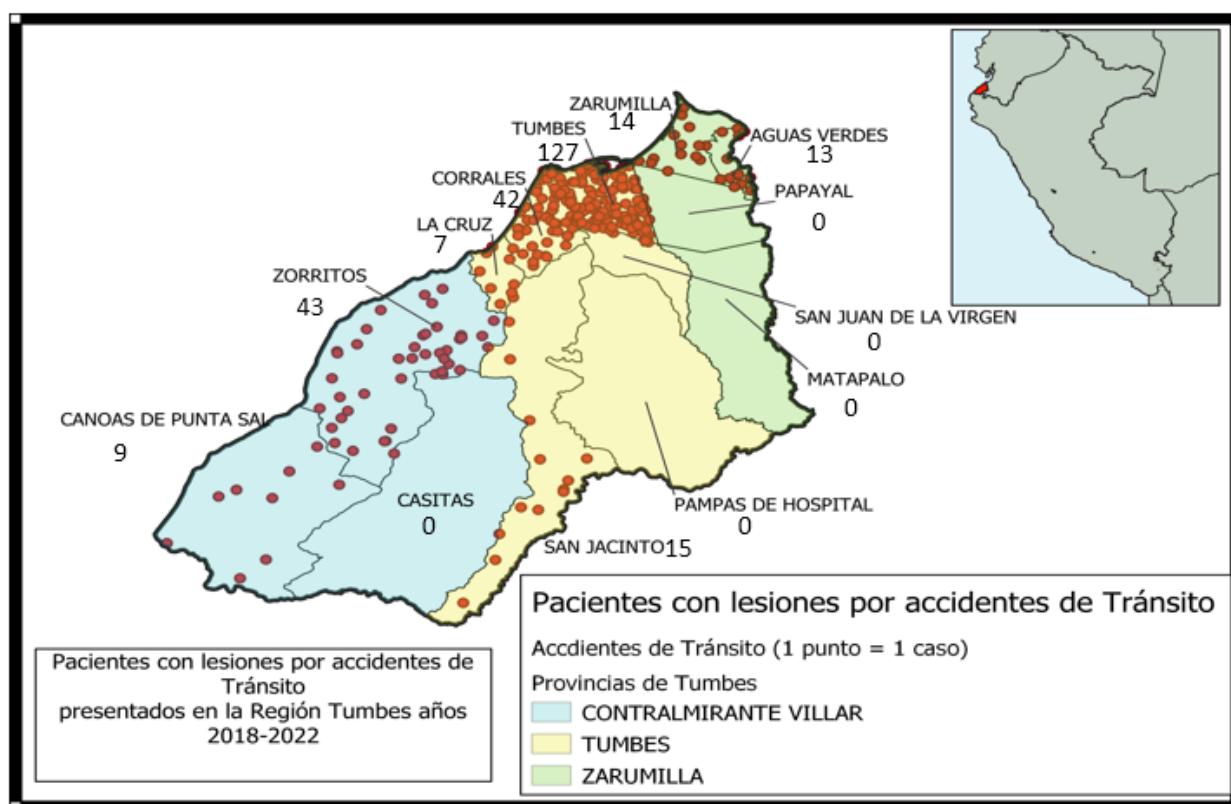 ZARUMILLA
14
TUMBES
127
AGUAS VERDES
13
CORRALES
42
PAPAYAL
0
LA CRUZ
7
ZORRITOS
43
SAN JUAN DE LA VIRGEN
0
MATAPALO
0
CANOAS DE PUNTA SAL
9
CASITAS
0
PAMPAS DE HOSPITAL
0
SAN JACINTO 15
Pacientes con lesiones por accidentes de
Tránsito
presentados en la Región Tumbes años
2018-2022
Pacientes con lesiones por accidentes de Tránsito
Accdientes de Tránsito (1 punto = 1 caso)
Provincias de Tumbes
CONTRALMIRANTE VILLAR
TUMBES
ZARUMILLA